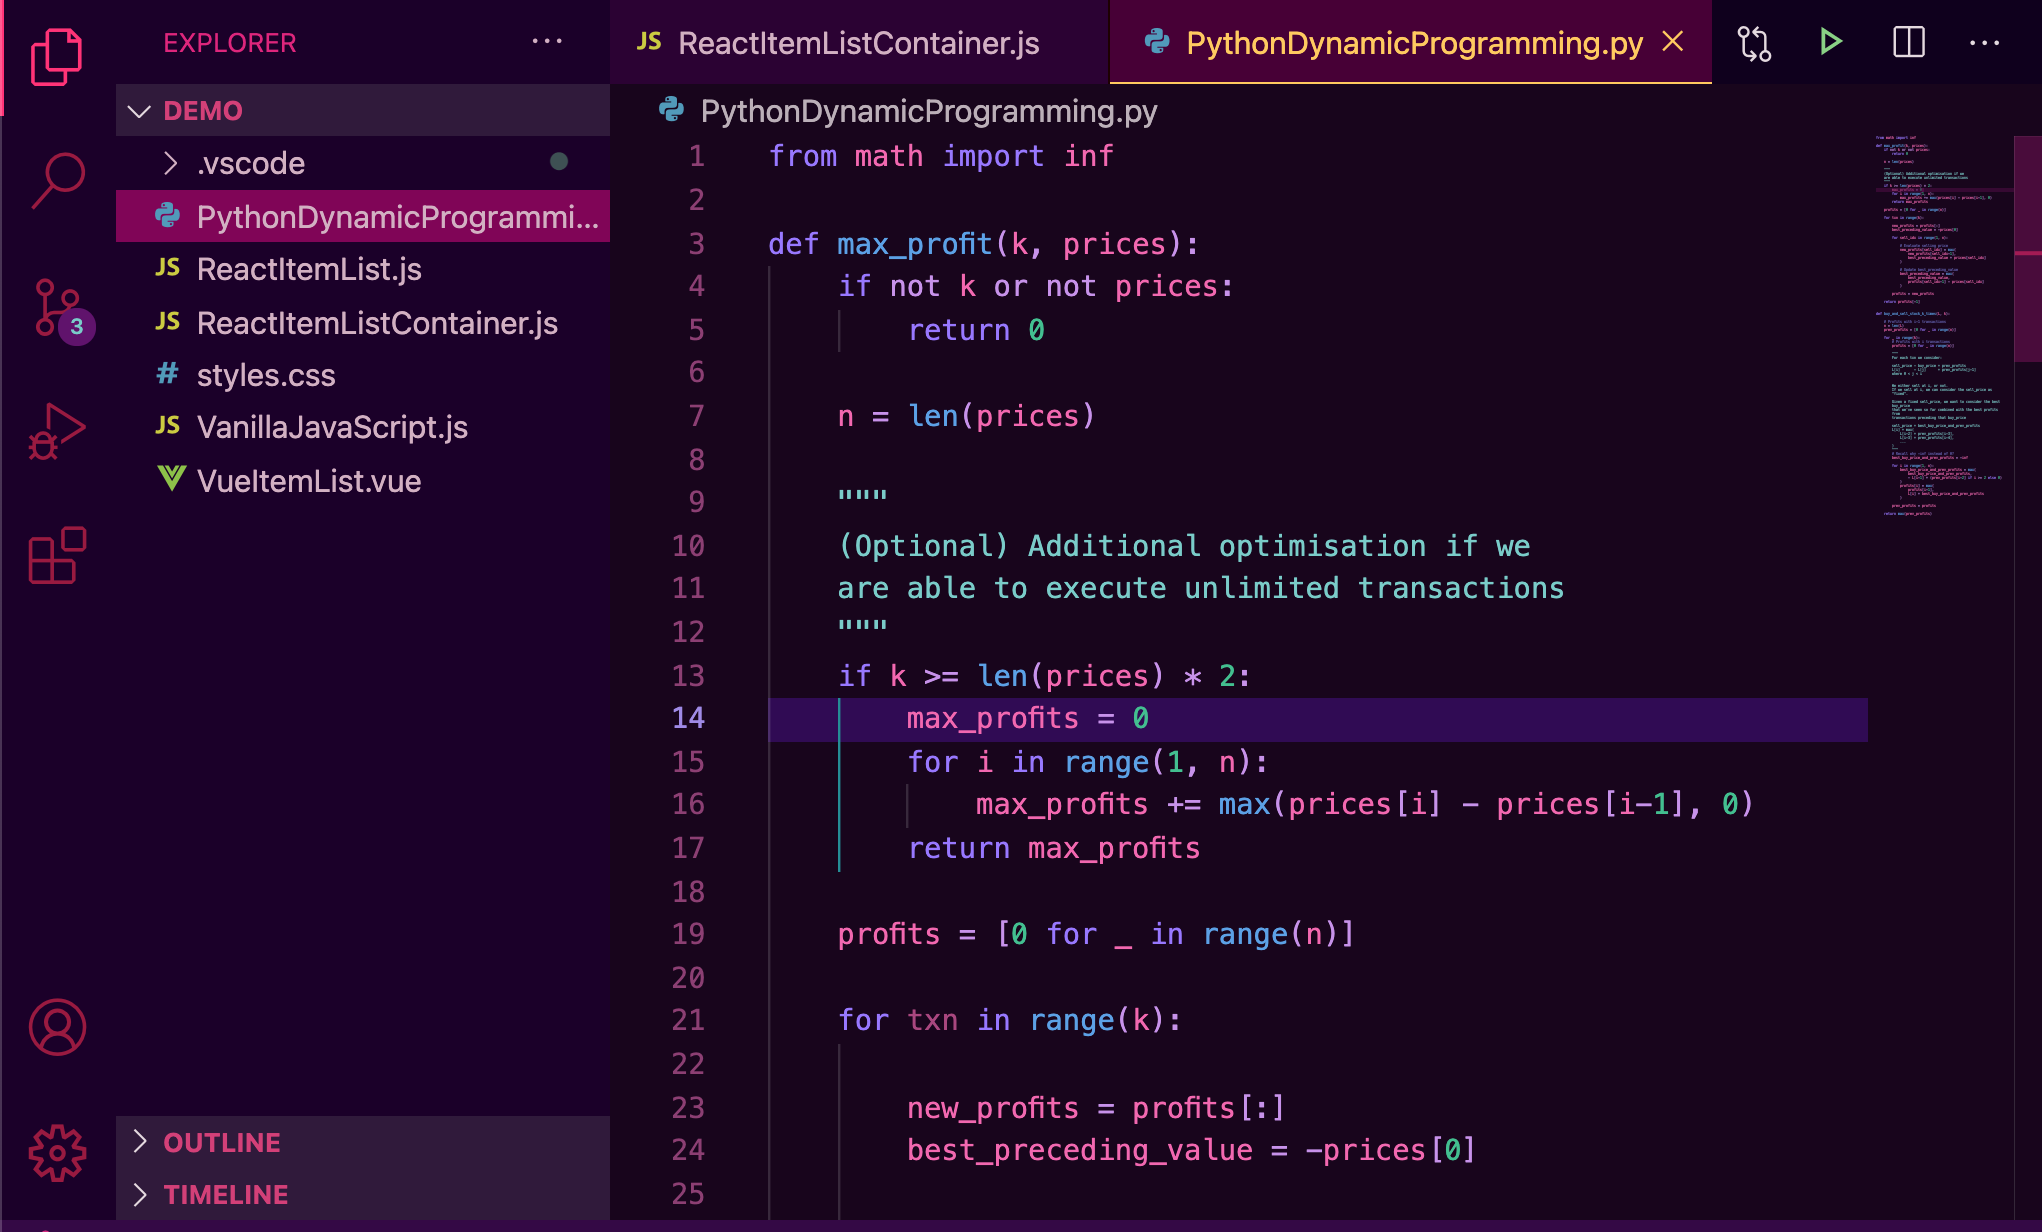 EXPLORER
DEMO
.vscode
PythonDynamicProgrammi...
JS ReactItemList.js
JS ReactItemListContainer.js
# styles.css
JS VanillaJavaScript.js
VueItemList.vue
3
OUTLINE
TIMELINE
JS ReactItemListContainer.js
PythonDynamicProgramming.py
PythonDynamicProgramming.py
1 from math import inf
2
3 def max_profit(k, prices):
4     if not k or not prices:
5         return 0
6
7     n = len(prices)
8
9     """
10     (Optional) Additional optimisation if we
11     are able to execute unlimited transactions
12     """
13     if k >= len(prices) * 2:
14         max_profits = 0
15         for i in range(1, n):
16             max_profits += max(prices[i] - prices[i-1], 0)
17         return max_profits
18
19     profits = [0 for _ in range(n)]
20
21     for txn in range(k):
22
23         new_profits = profits[:]
24         best_preceding_value = -prices[0]
25